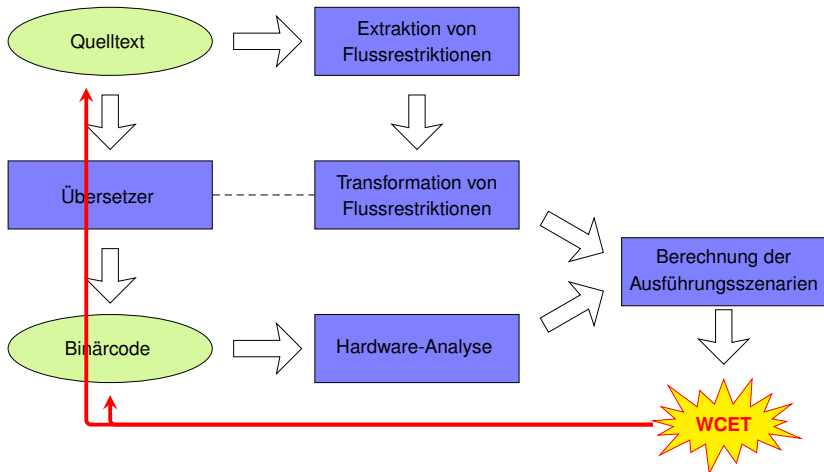 Quelltext
Extraktion von
Flussrestriktionen
Übersetzer
Transformation von
Flussrestriktionen
Berechnung der
Ausführungsszenarien
Binärcode
Hardware-Analyse
WCET